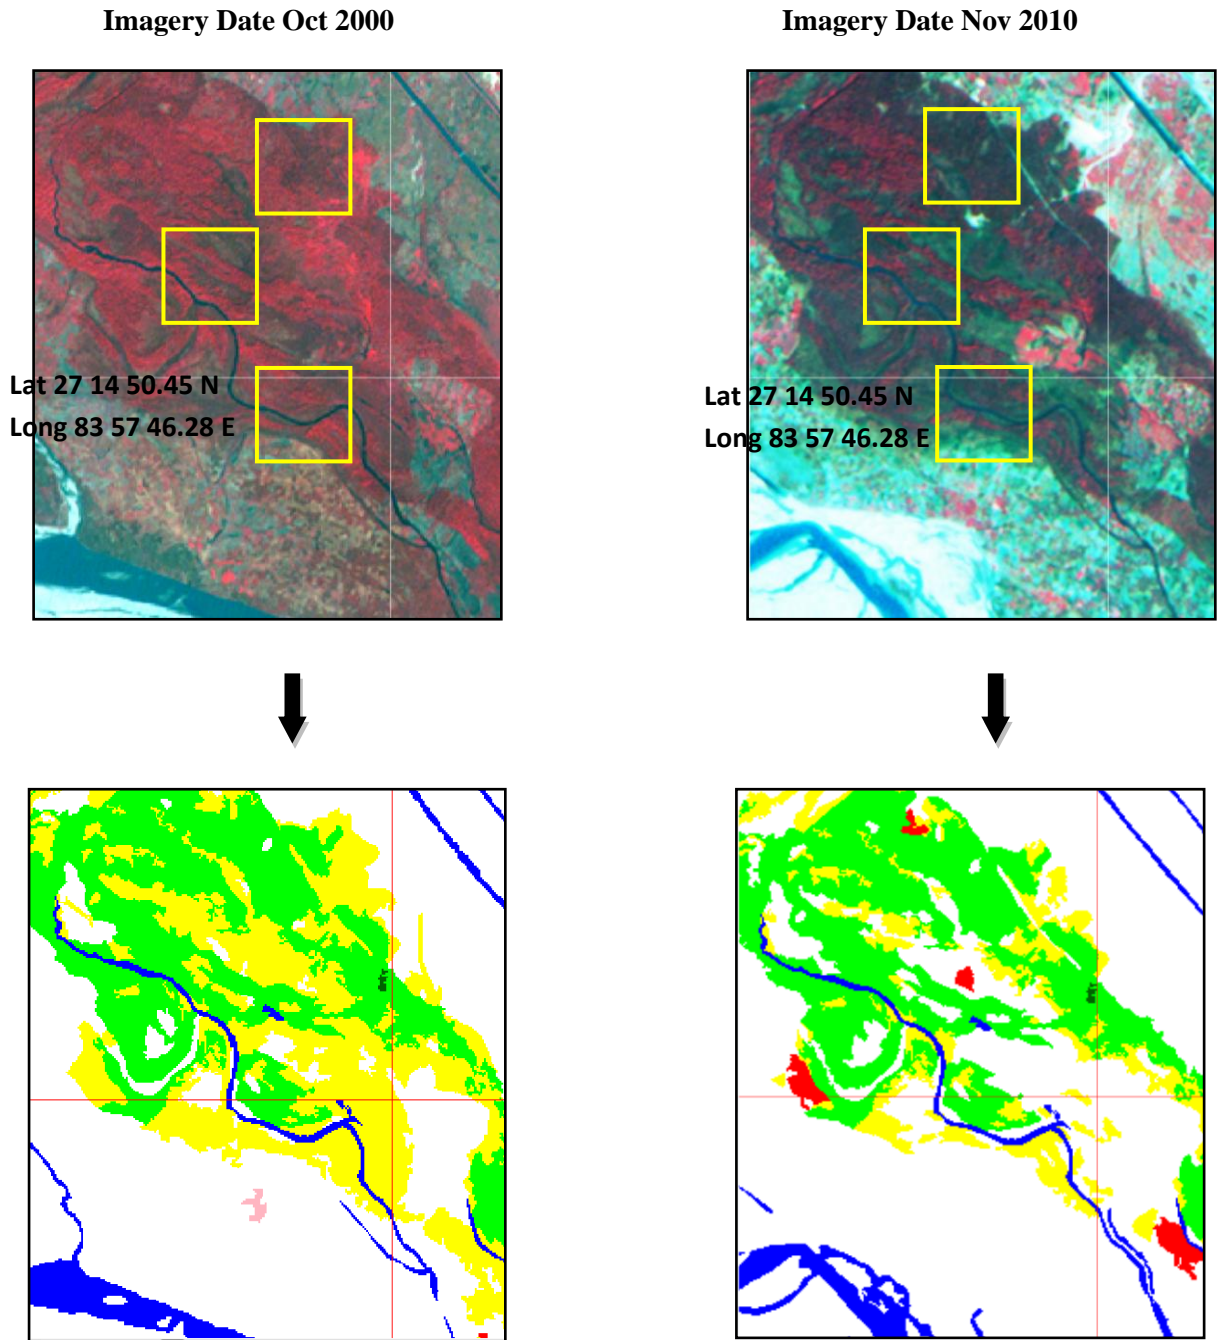 Imagery Date Oct 2000
Imagery Date Nov 2010
Lat 27 14 50.45 N
Long 83 57 46.28 E
Lat 27 14 50.45 N
Long 83 57 46.28 E